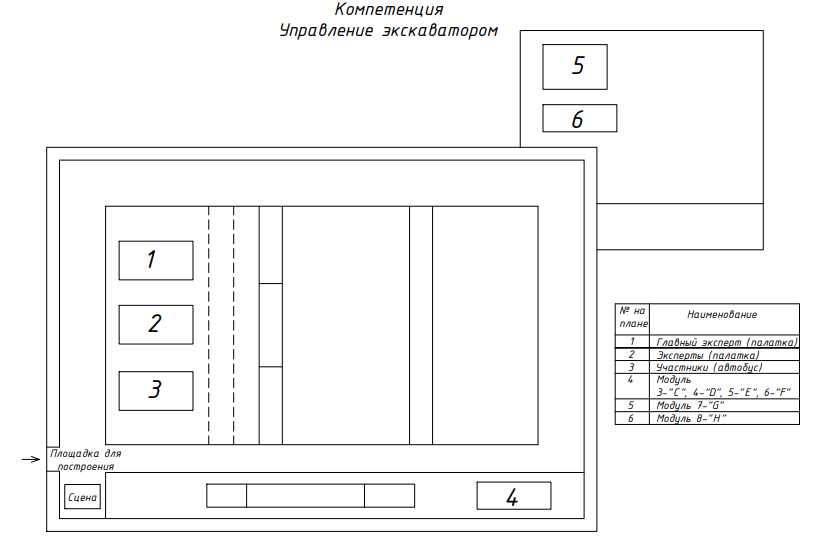 Компетенция
Управление экскаватором
5
6
1
2
3
№ на плане Наименование
1 Главный эксперт (палатка)
2 Эксперты (палатка)
3 Участники (автобус)
4 Модуль
3-"C", 4-"D", 5-"E", 6-"F"
5 Модуль 7-"G"
6 Модуль 8-"H"
Площадка для
построения
Сцена
4